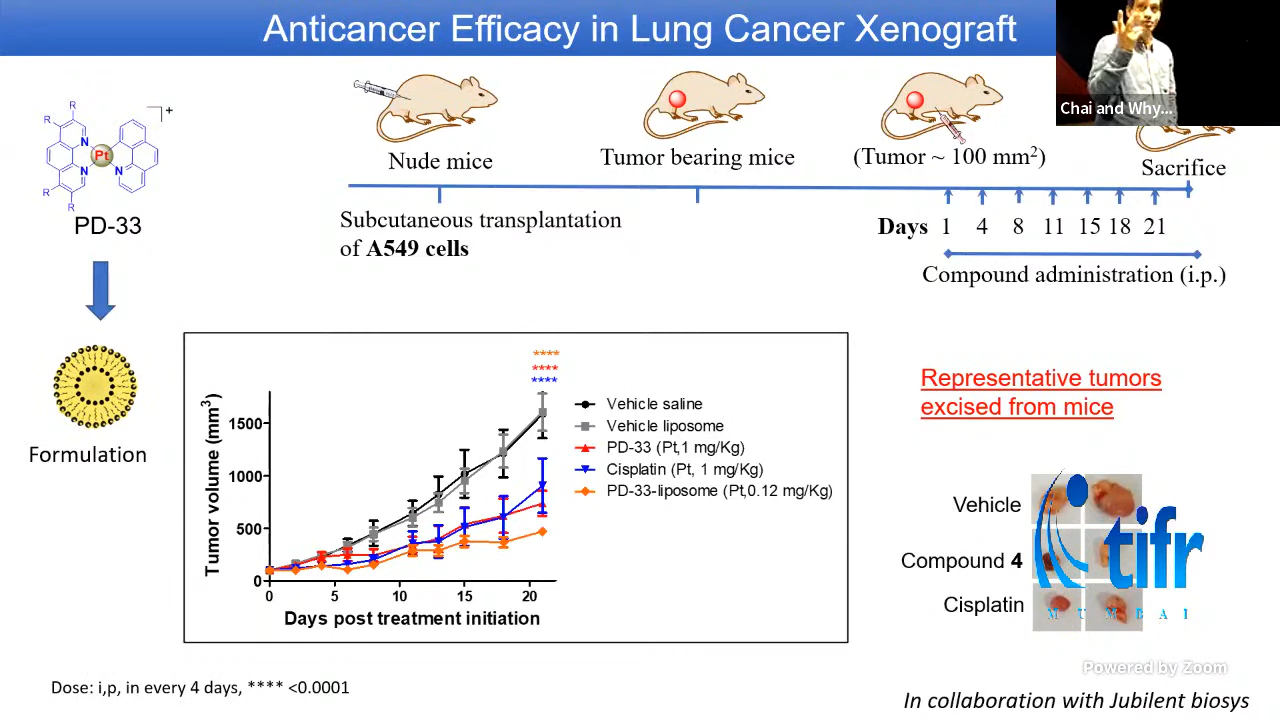 Anticancer Efficacy in Lung Cancer Xenograft
Chai and Why...
R
R
R
R
N
N
N
Pt
+
PD-33
Formulation
Nude mice
Tumor bearing mice
(Tumor ~ 100 mm²)
Sacrifice
Subcutaneous transplantation
of A549 cells
Days 1 4 8 11 15 18 21
Compound administration (i.p.)
****
****
****
Tumor volume (mm³)
1500
1000
500
0
0 5 10 15 20
Days post treatment initiation
Vehicle saline
Vehicle liposome
PD-33 (Pt,1 mg/Kg)
Cisplatin (Pt, 1 mg/Kg)
PD-33-liposome (Pt,0.12 mg/Kg)
Representative tumors
excised from mice
Vehicle
Compound 4
Cisplatin
tifr
MUMBAI
Powered by Zoom
Dose: i,p, in every 4 days, **** <0.0001
In collaboration with Jubilent biosys